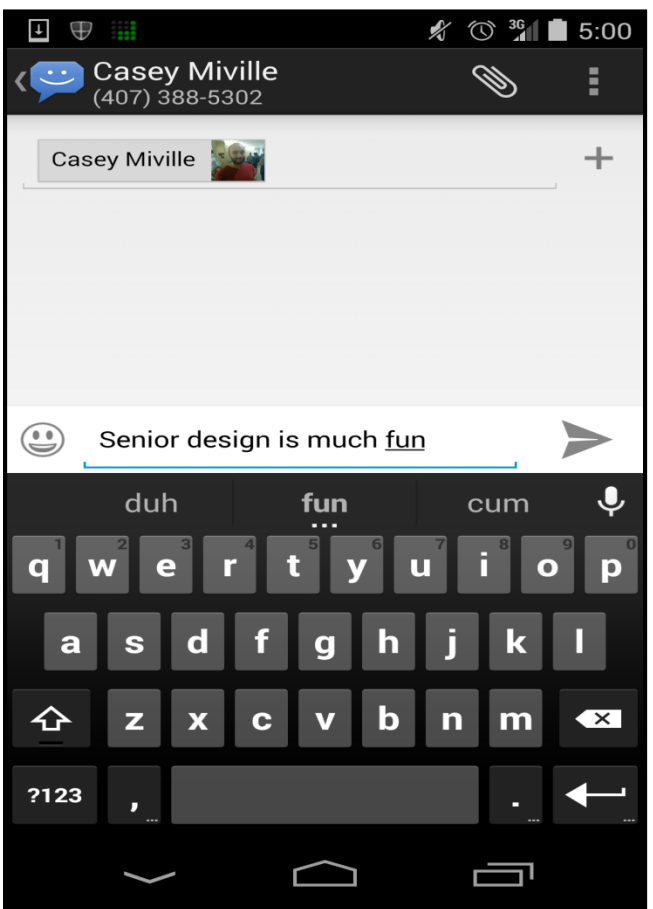 3G 5:00
Casey Miville
(407) 388-5302
Casey Miville
Senior design is much fun
duh fun cum
1 2 3 4 5 6 7 8 9 0
q w e r t y u i o p
a s d f g h j k l
z x c v b n m
?123 , .